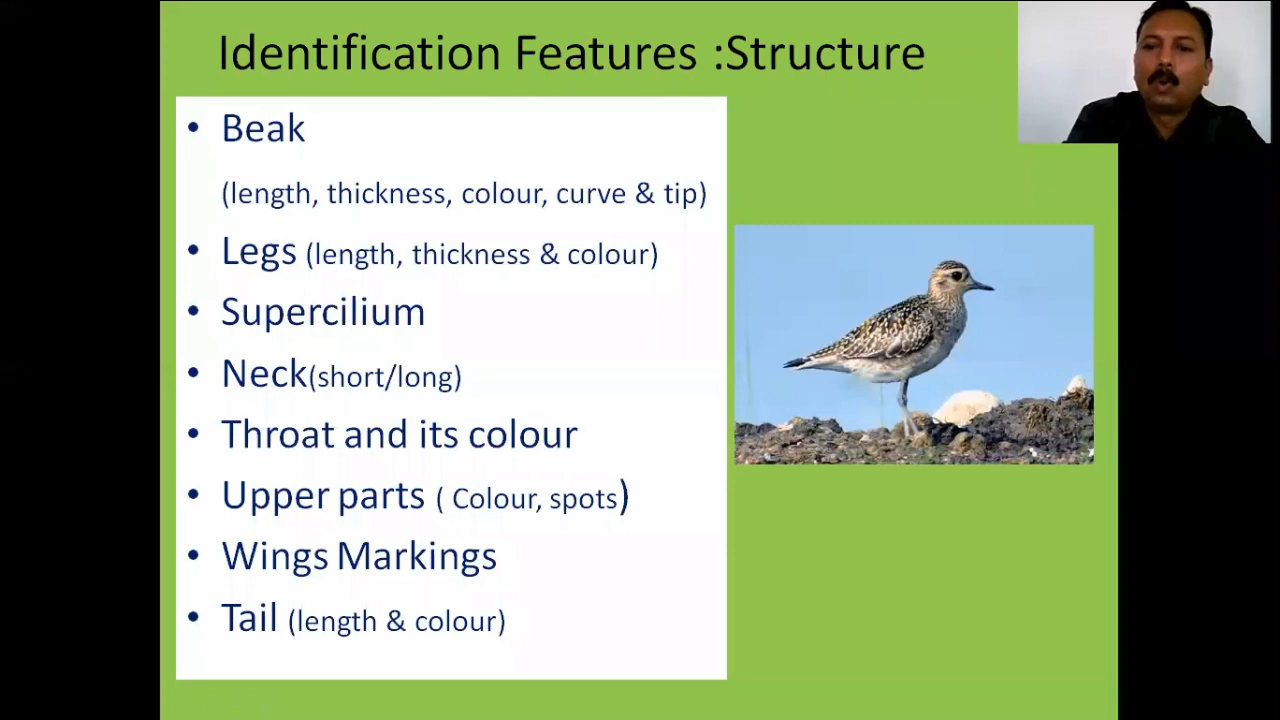 Identification Features :Structure
• Beak
(length, thickness, colour, curve & tip)
• Legs (length, thickness & colour)
• Supercilium
• Neck(short/long)
• Throat and its colour
• Upper parts ( Colour, spots)
• Wings Markings
• Tail (length & colour)